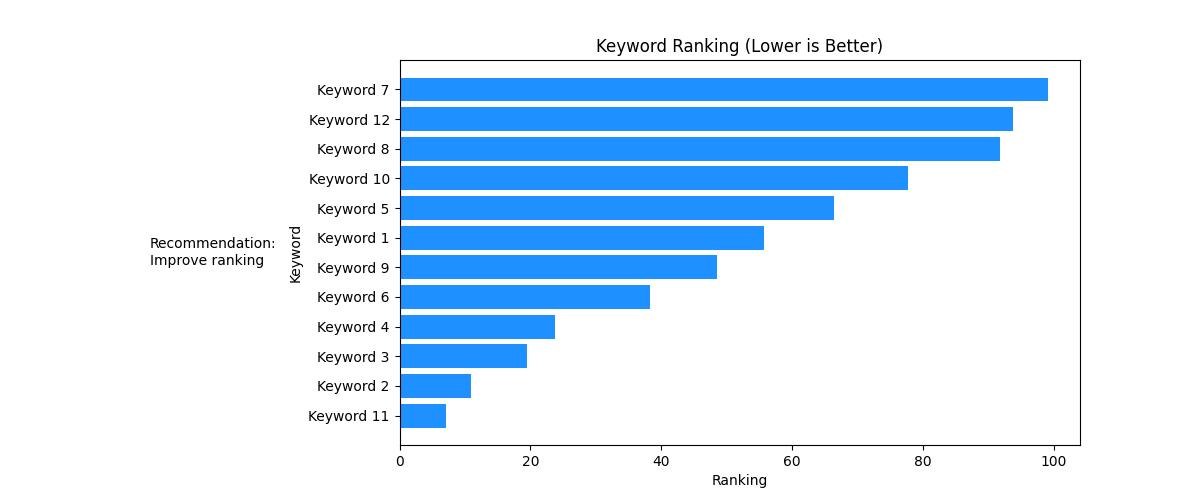 Keyword Ranking (Lower is Better)
Keyword 7
Keyword 12
Keyword 8
Keyword 10
Keyword 5
Keyword 1
Keyword 9
Keyword 6
Keyword 4
Keyword 3
Keyword 2
Keyword 11
Keyword
Recommendation:
Improve ranking
0 20 40 60 80 100
Ranking